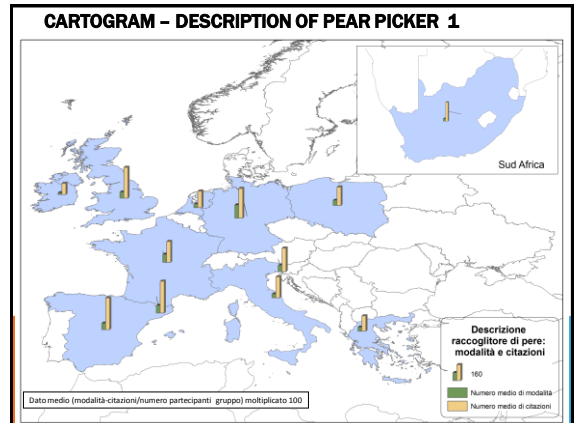 CARTOGRAM – DESCRIPTION OF PEAR PICKER 1
Sud Africa
Descrizione
raccoglitore di pere:
modalità e citazioni
160
Numero medio di modalità
Numero medio di citazioni
Dato medio (modalità-citazioni/numero partecipanti gruppo) moltiplicato 100